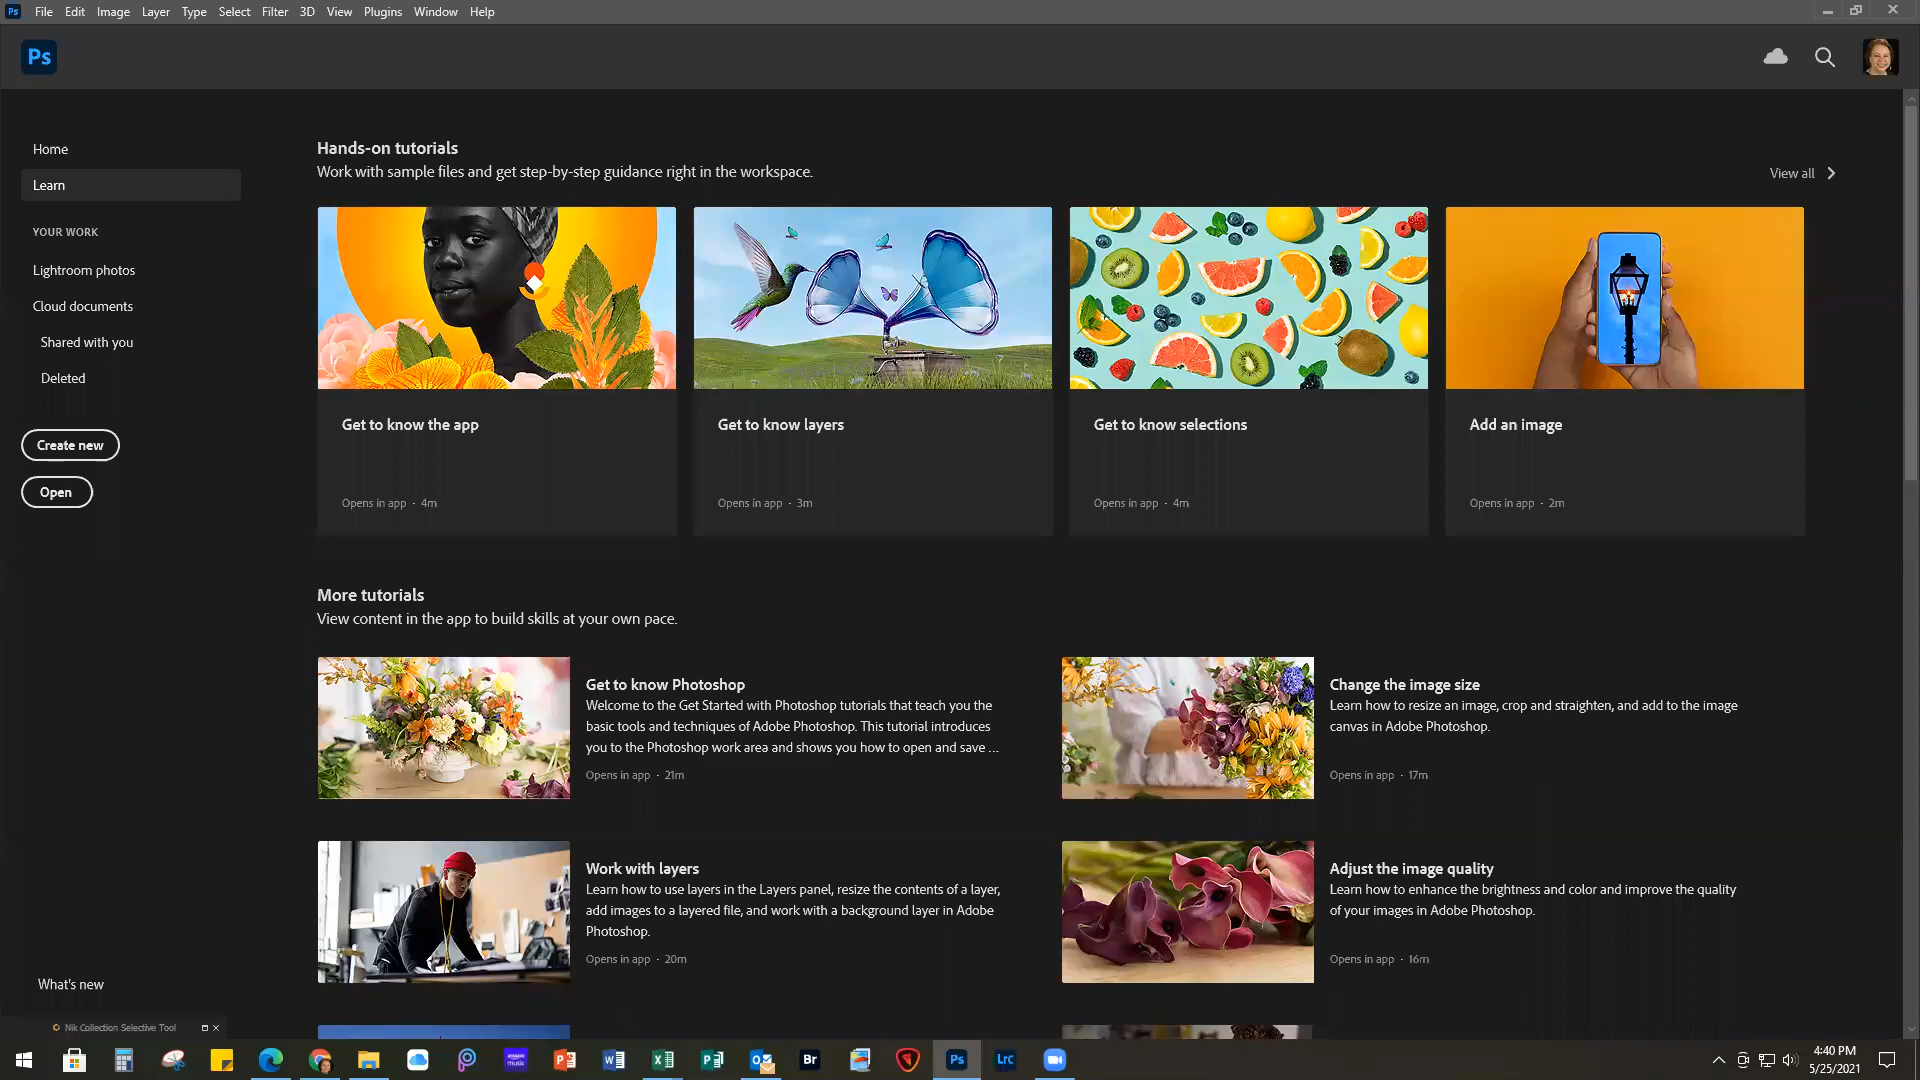 Ps File Edit Image Layer Type Select Filter 3D View Plugins Window Help
Ps
Home
Learn
YOUR WORK
Lightroom photos
Cloud documents
Shared with you
Deleted
Create new
Open
What's new
Hands-on tutorials
Work with sample files and get step-by-step guidance right in the workspace.
View all
Get to know the app
Opens in app · 4m
Get to know layers
Opens in app · 3m
Get to know selections
Opens in app · 4m
Add an image
Opens in app · 2m
More tutorials
View content in the app to build skills at your own pace.
Get to know Photoshop
Welcome to the Get Started with Photoshop tutorials that teach you the
basic tools and techniques of Adobe Photoshop. This tutorial introduces
you to the Photoshop work area and shows you how to open and save ...
Opens in app · 21m
Change the image size
Learn how to resize an image, crop and straighten, and add to the image
canvas in Adobe Photoshop.
Opens in app · 17m
Work with layers
Learn how to use layers in the Layers panel, resize the contents of a layer,
add images to a layered file, and work with a background layer in Adobe
Photoshop.
Opens in app · 20m
Adjust the image quality
Learn how to enhance the brightness and color and improve the quality
of your images in Adobe Photoshop.
Opens in app · 16m
Nik Collection Selective Tool
amazon music Br Ps Lrc
4:40 PM
5/25/2021